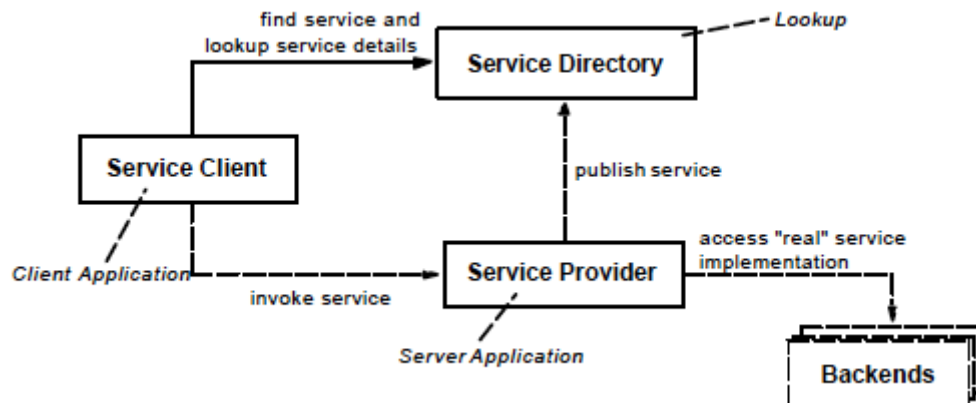 find service and
lookup service details
Lookup
Service Directory
Service Client
publish service
Client Application
invoke service
Service Provider
access "real" service
implementation
Server Application
Backends